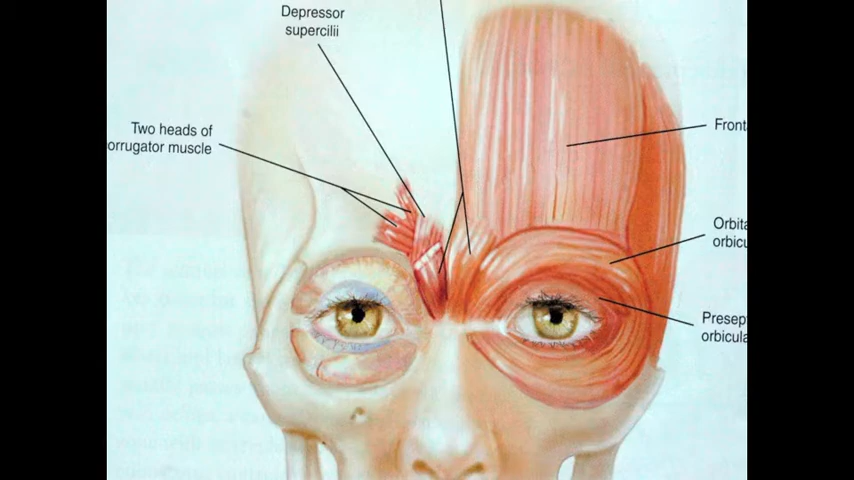 Depressor
supercilii
Two heads of
orrugator muscle
Front
Orbita
orbicu
Presep
orbicula